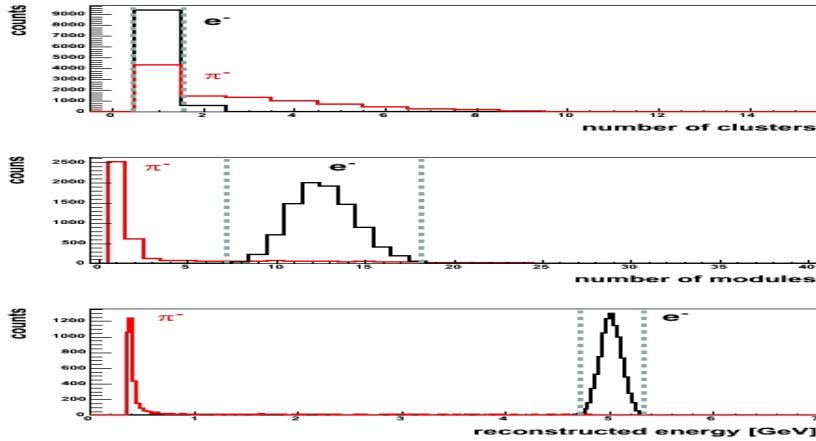 counts
9000
8000
7000
6000
5000
4000
3000
2000
1000
0
e⁻
π⁻
0 2 4 6 8 10 12 14
number of clusters
counts
2500
2000
1500
1000
500
0
π⁻ e⁻
0 5 10 15 20 25 30 35 40
number of modules
counts
1200
1000
800
600
400
200
0
π⁻ e⁻
0 1 2 3 4 5 6 7
reconstructed energy [GeV]